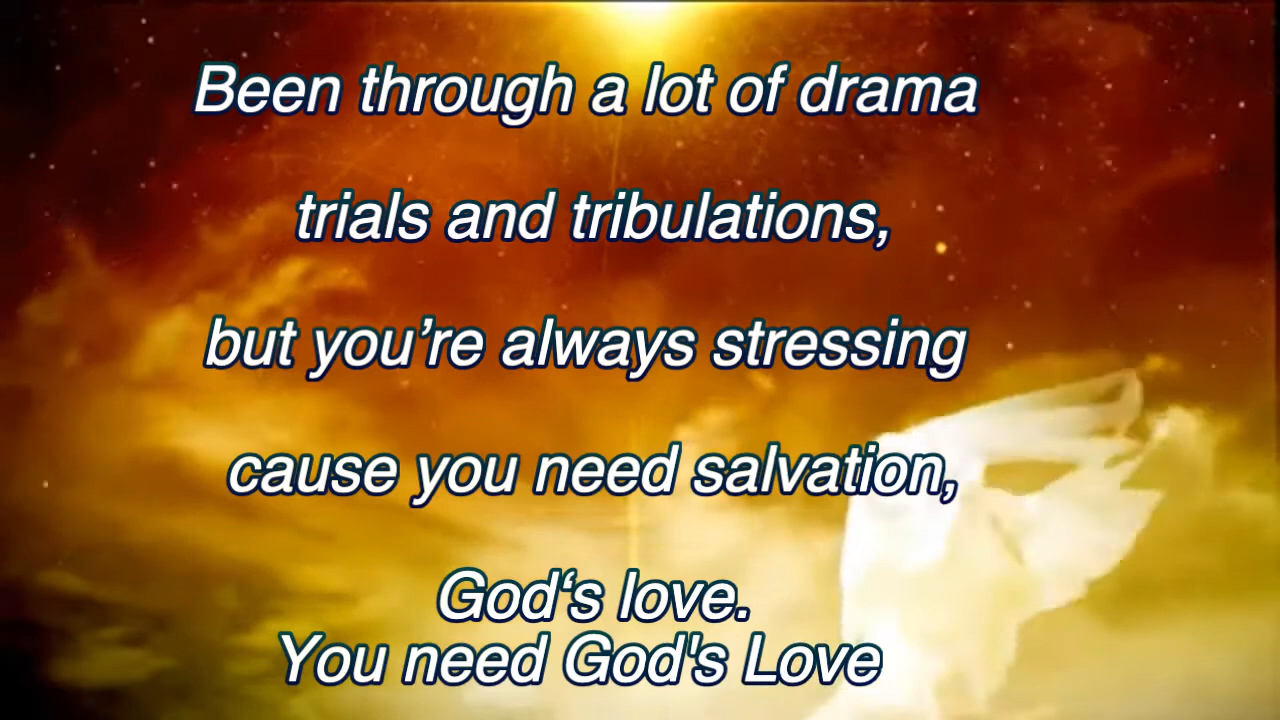 Been through a lot of drama
trials and tribulations,
but you’re always stressing
cause you need salvation,
God‘s love.
You need God's Love